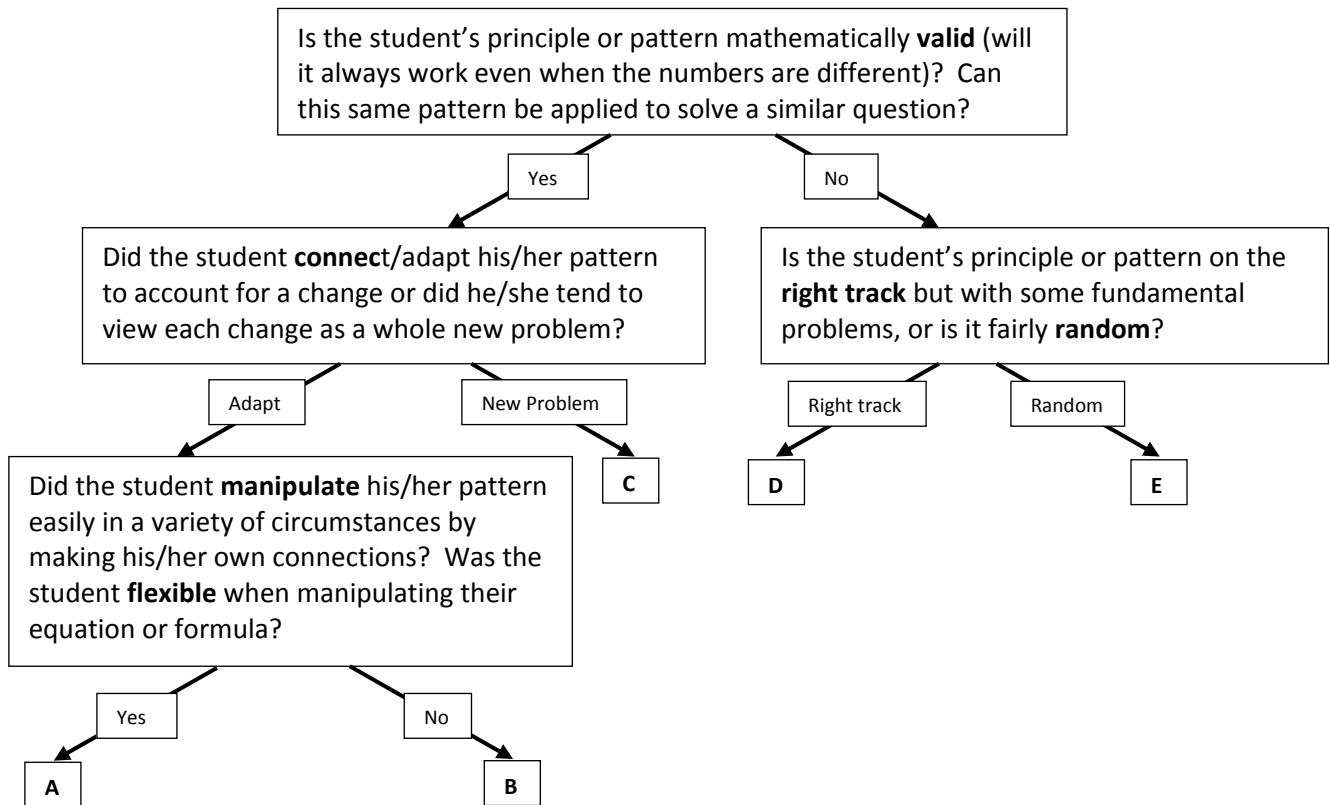 Is the student’s principle or pattern mathematically valid (will
it always work even when the numbers are different)? Can
this same pattern be applied to solve a similar question?
Yes
No
Did the student connect/adapt his/her pattern
to account for a change or did he/she tend to
view each change as a whole new problem?
Is the student’s principle or pattern on the
right track but with some fundamental
problems, or is it fairly random?
Adapt
New Problem
Right track
Random
C
D
E
Did the student manipulate his/her pattern
easily in a variety of circumstances by
making his/her own connections? Was the
student flexible when manipulating their
equation or formula?
Yes
No
A
B